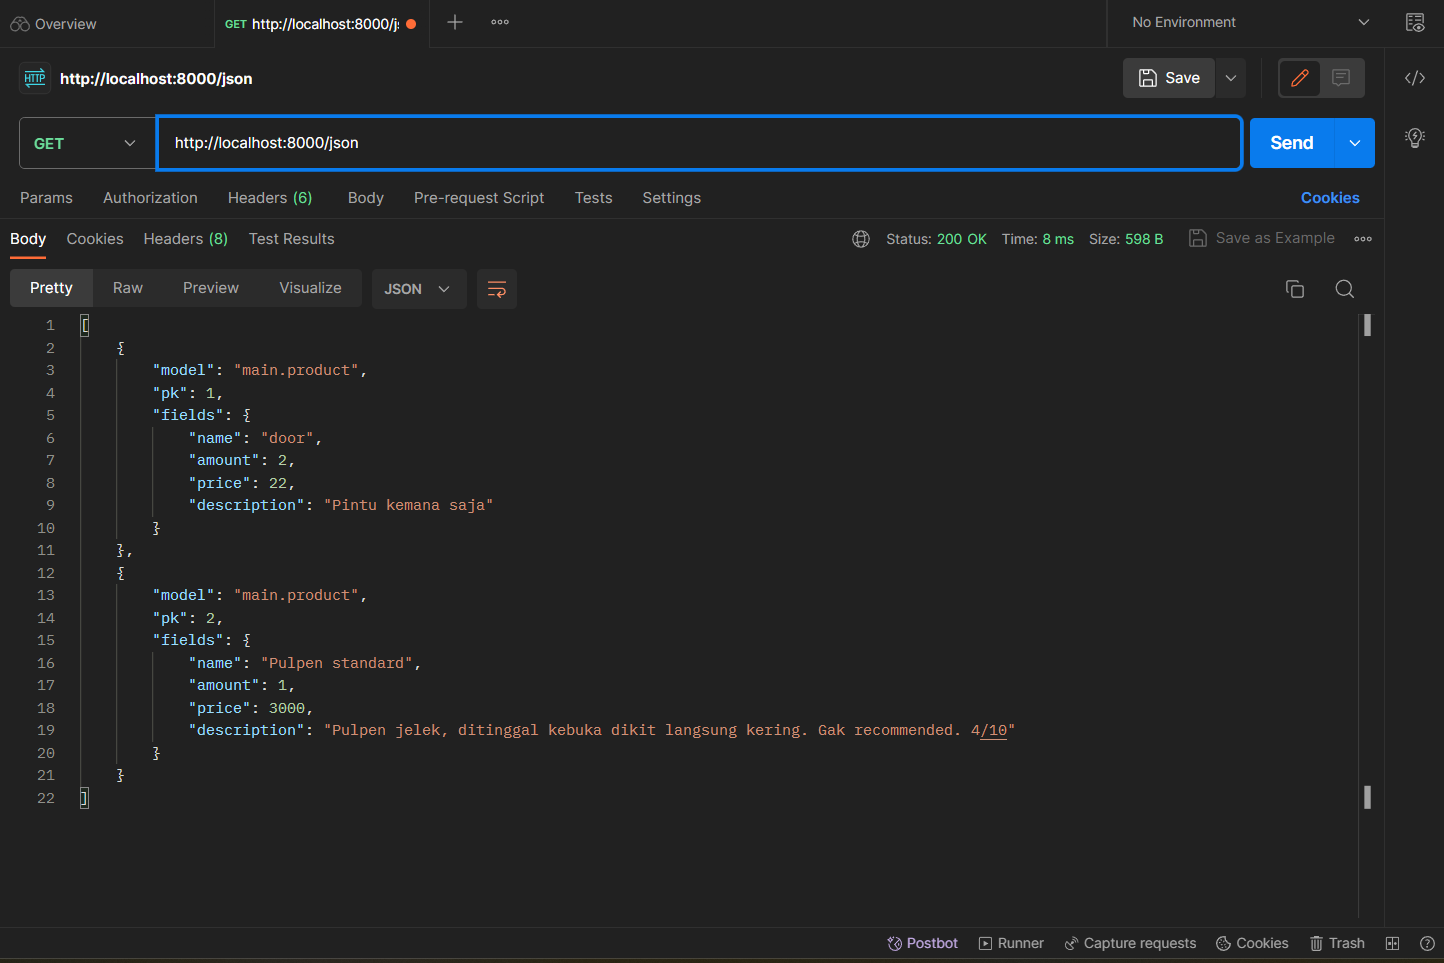 Overview
GET http://localhost:8000/js
No Environment
HTTP http://localhost:8000/json
Save
GET
http://localhost:8000/json
Send
Params Authorization Headers (6) Body Pre-request Script Tests Settings Cookies
Body Cookies Headers (8) Test Results
Status: 200 OK Time: 8 ms Size: 598 B Save as Example
Pretty Raw Preview Visualize JSON
1 [
2 {
3 "model": "main.product",
4 "pk": 1,
5 "fields": {
6 "name": "door",
7 "amount": 2,
8 "price": 22,
9 "description": "Pintu kemana saja"
10 }
11 },
12 {
13 "model": "main.product",
14 "pk": 2,
15 "fields": {
16 "name": "Pulpen standard",
17 "amount": 1,
18 "price": 3000,
19 "description": "Pulpen jelek, ditinggal kebuka dikit langsung kering. Gak recommended. 4/10"
20 }
21 }
22 ]
Postbot Runner Capture requests Cookies Trash